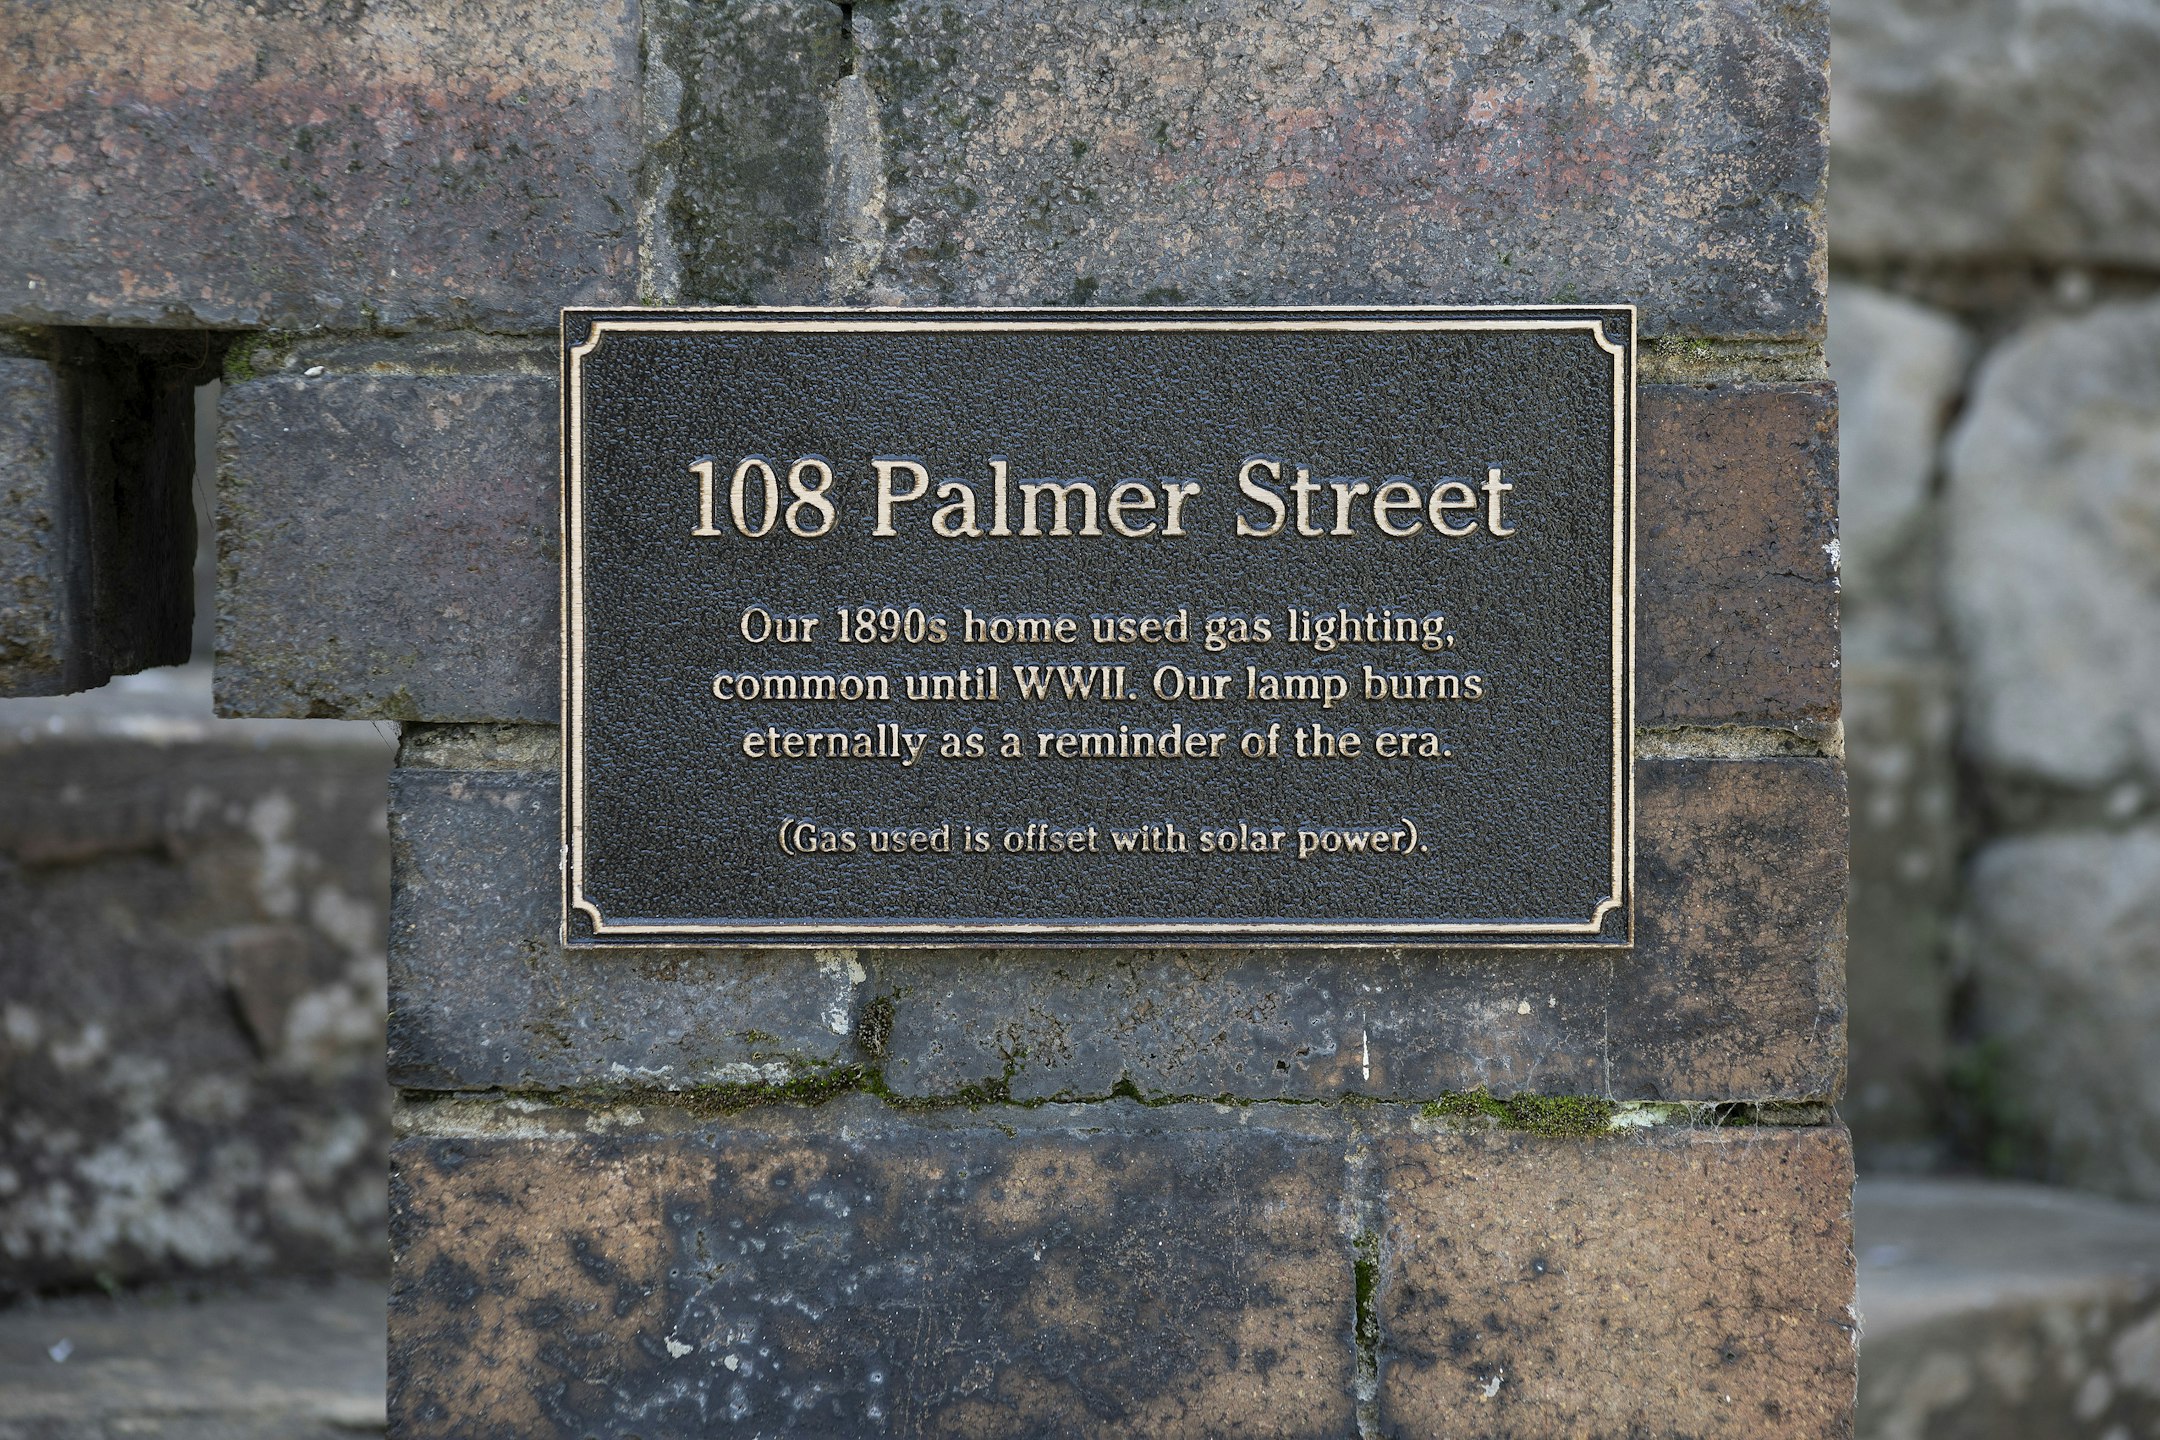 108 Palmer Street
Our 1890s home used gas lighting,
common until WWII. Our lamp burns
eternally as a reminder of the era.
(Gas used is offset with solar power).